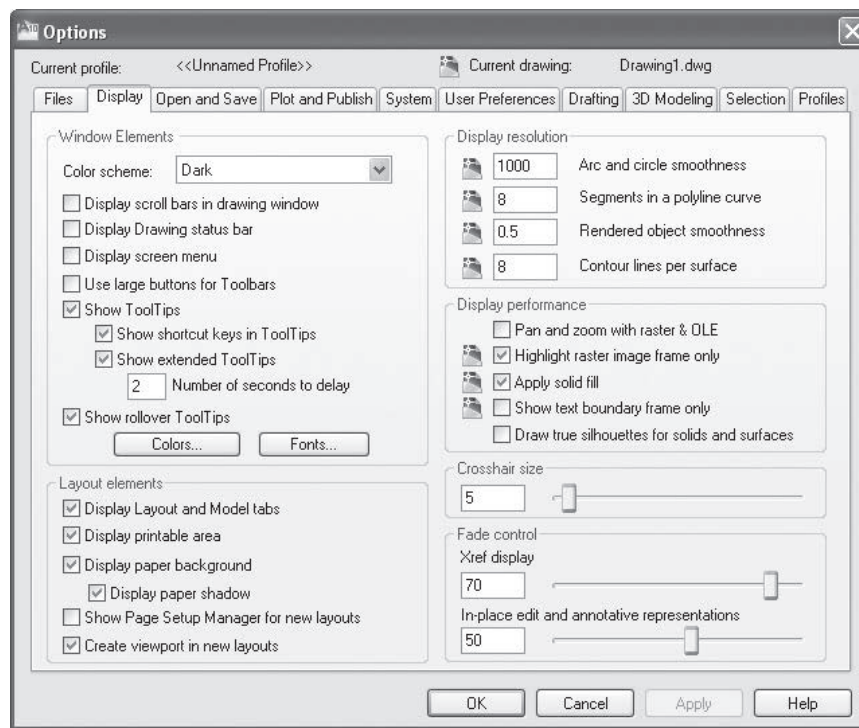 Options
Current profile: <<Unnamed Profile>> Current drawing: Drawing1.dwg
Files Display Open and Save Plot and Publish System User Preferences Drafting 3D Modeling Selection Profiles
Window Elements
Color scheme: Dark
Display scroll bars in drawing window
Display Drawing status bar
Display screen menu
Use large buttons for Toolbars
Show ToolTips
Show shortcut keys in ToolTips
Show extended ToolTips
2 Number of seconds to delay
Show rollover ToolTips
Colors... Fonts...
Layout elements
Display Layout and Model tabs
Display printable area
Display paper background
Display paper shadow
Show Page Setup Manager for new layouts
Create viewport in new layouts
Display resolution
1000 Arc and circle smoothness
8 Segments in a polyline curve
0.5 Rendered object smoothness
8 Contour lines per surface
Display performance
Pan and zoom with raster & OLE
Highlight raster image frame only
Apply solid fill
Show text boundary frame only
Draw true silhouettes for solids and surfaces
Crosshair size
5
Fade control
Xref display
70
In-place edit and annotative representations
50
OK Cancel Apply Help